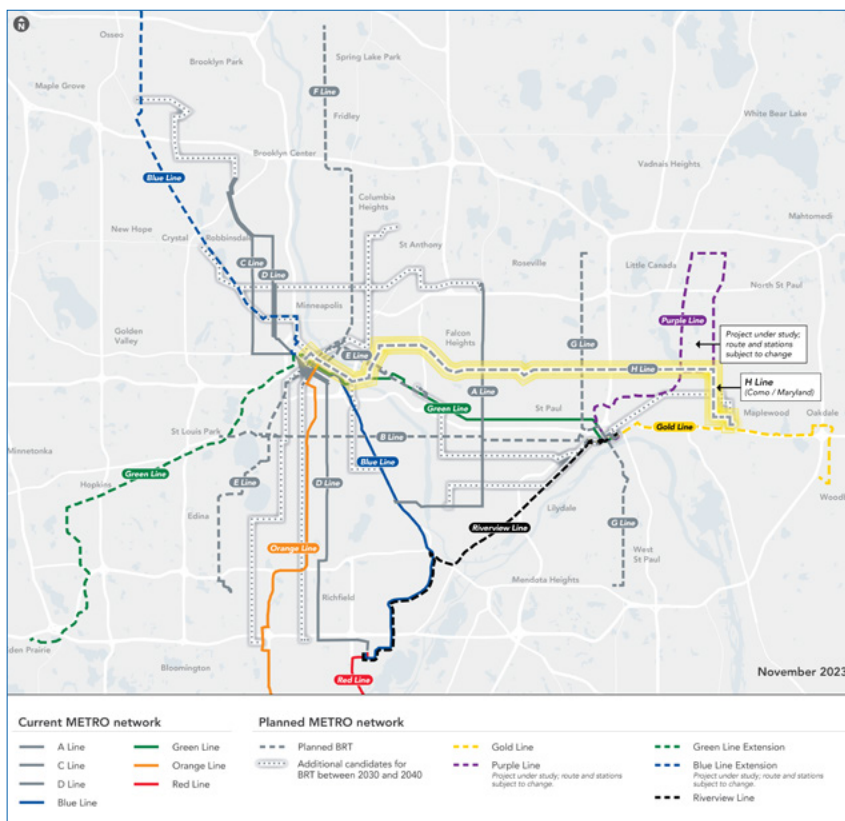 N
Osseo
Brooklyn Park
Spring Lake Park
Maple Grove
F Line
Fridley
White Bear Lake
Brooklyn Center
Vadnais Heights
Blue Line
Columbia
Heights
Mahtomedi
New Hope
Crystal
Robbinsdale
St Anthony
C Line
D Line
Roseville
Little Canada
North St Paul
Minneapolis
Golden
Valley
Falcon
Heights
Purple Line
Project under study;
route and stations
subject to change
E Line
G Line
H Line
H Line
(Como / Maryland)
A Line
Green Line
St Paul
Maplewood
Oakdale
St Louis Park
B Line
Gold Line
Minnetonka
Green Line
Blue Line
Hopkins
E Line
D Line
Woodb
Edina
Lilydale
Riverview Line
G Line
Orange Line
West
St Paul
Mendota Heights
Richfield
den Prairie
Bloomington
Red Line
November 2023
Current METRO network
A Line
C Line
D Line
Blue Line
Green Line
Orange Line
Red Line
Planned METRO network
Planned BRT
Additional candidates for
BRT between 2030 and 2040
Gold Line
Purple Line
Project under study; route and stations
subject to change.
Green Line Extension
Blue Line Extension
Project under study; route and stations
subject to change.
Riverview Line